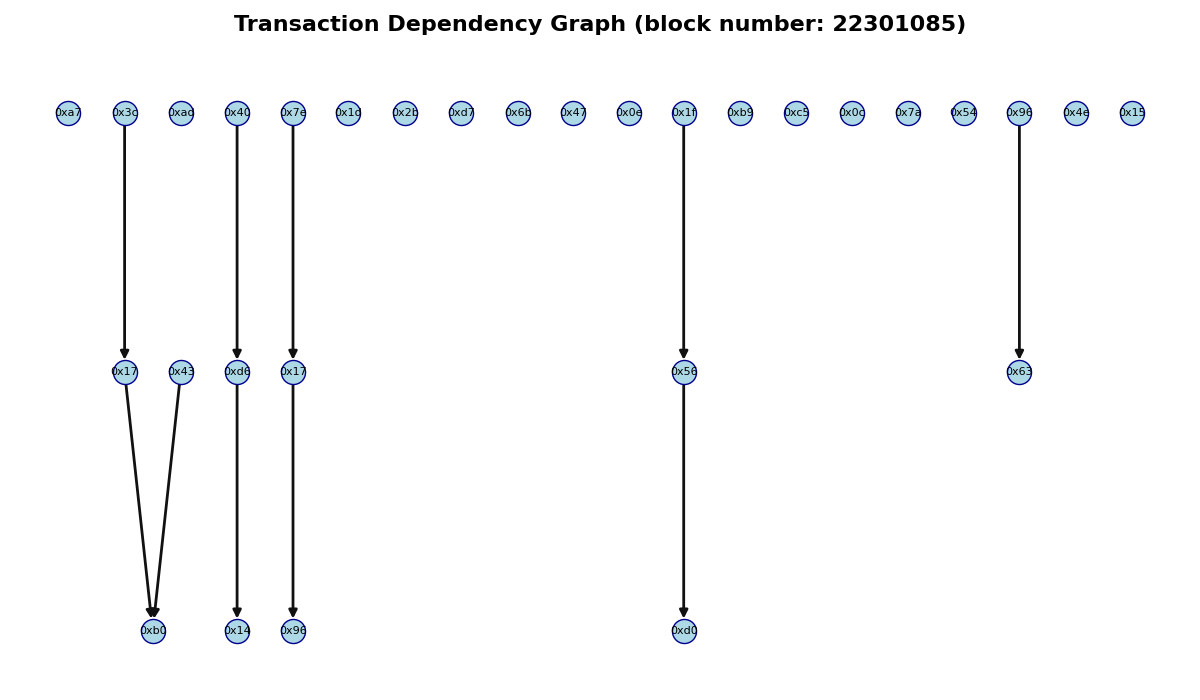 Transaction Dependency Graph (block number: 22301085)
0xa7 0x3c 0xad 0x40 0x7e 0x1d 0x2b 0xd7 0x6b 0x47 0x0e 0x1f 0xb9 0xc5 0x0c 0x7a 0x54 0x96 0x4e 0x15
0x17 0x43 0xd6 0x17 0x56 0x63
0xb0 0x14 0x96 0xd0